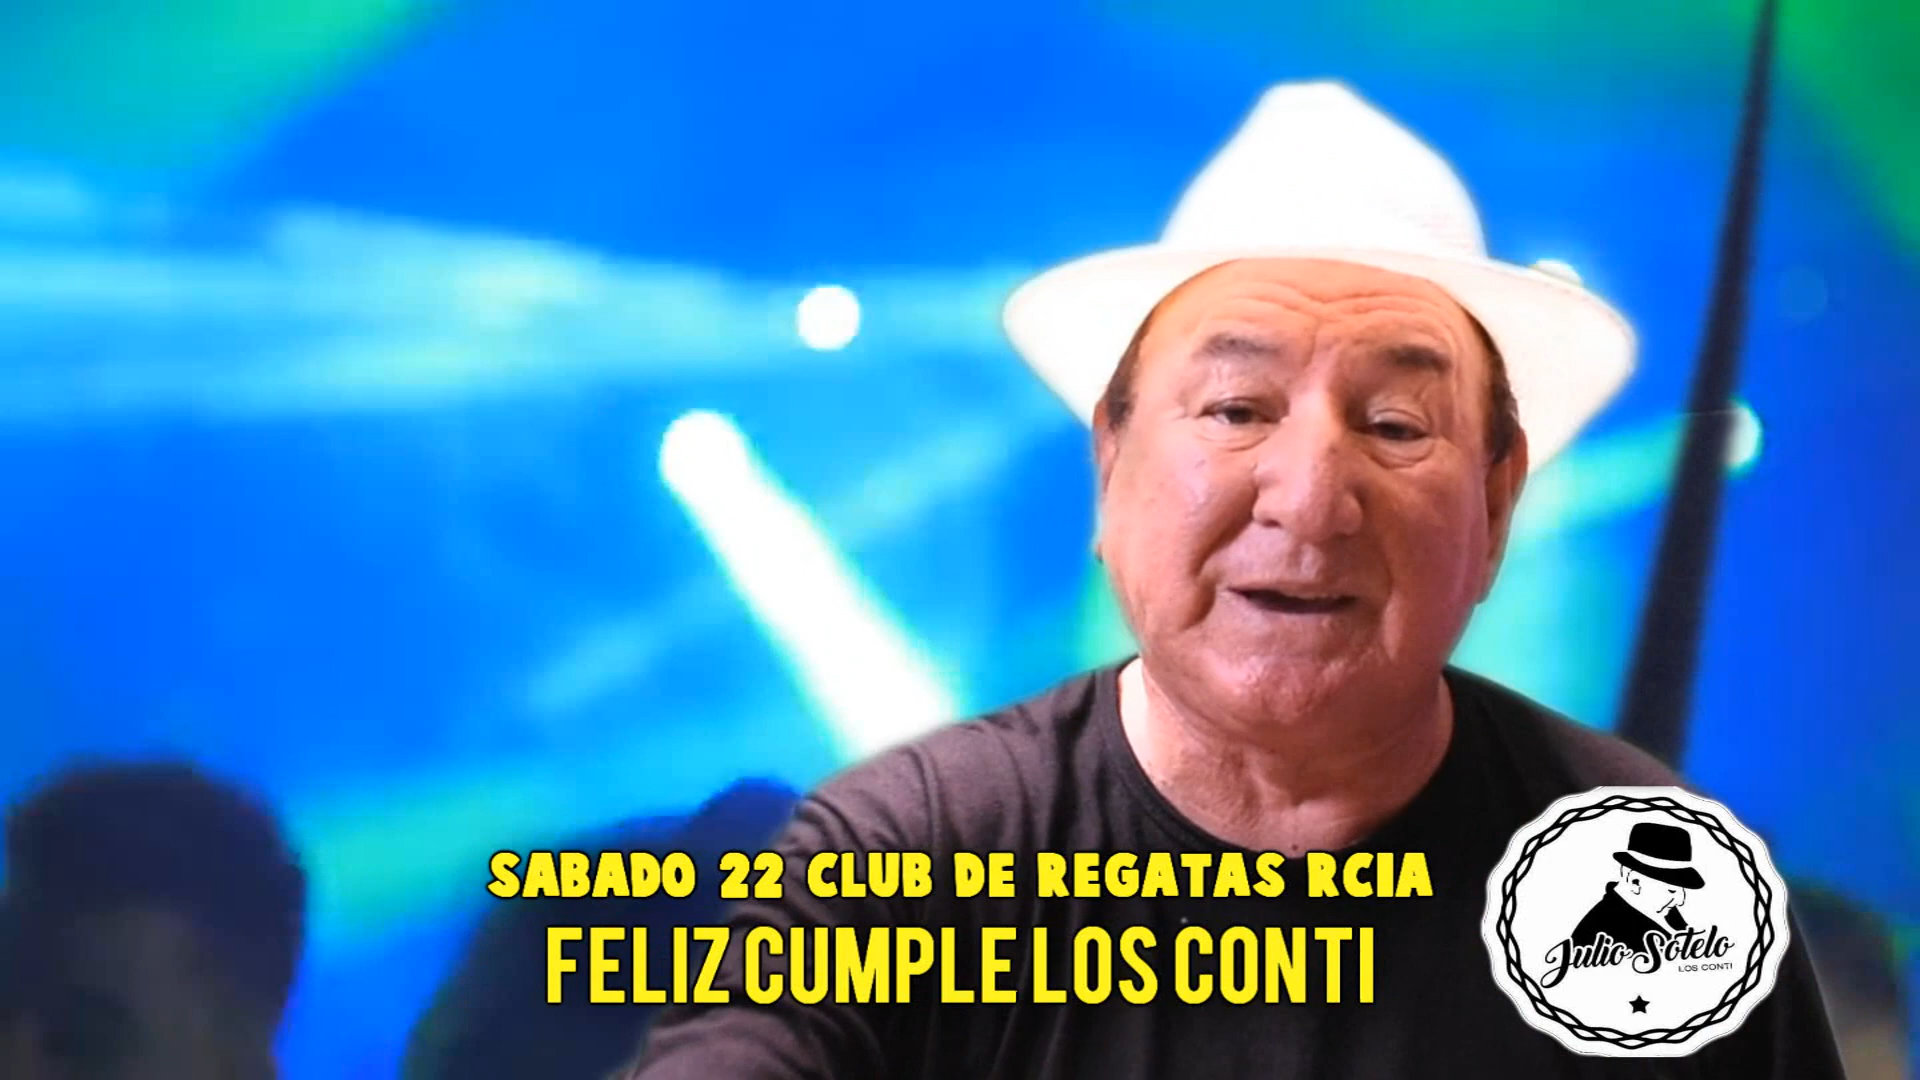 SABADO 22 CLUB DE REGATAS RCIA
FELIZ CUMPLE LOS CONTI
Julio Sotelo
LOS CONTI